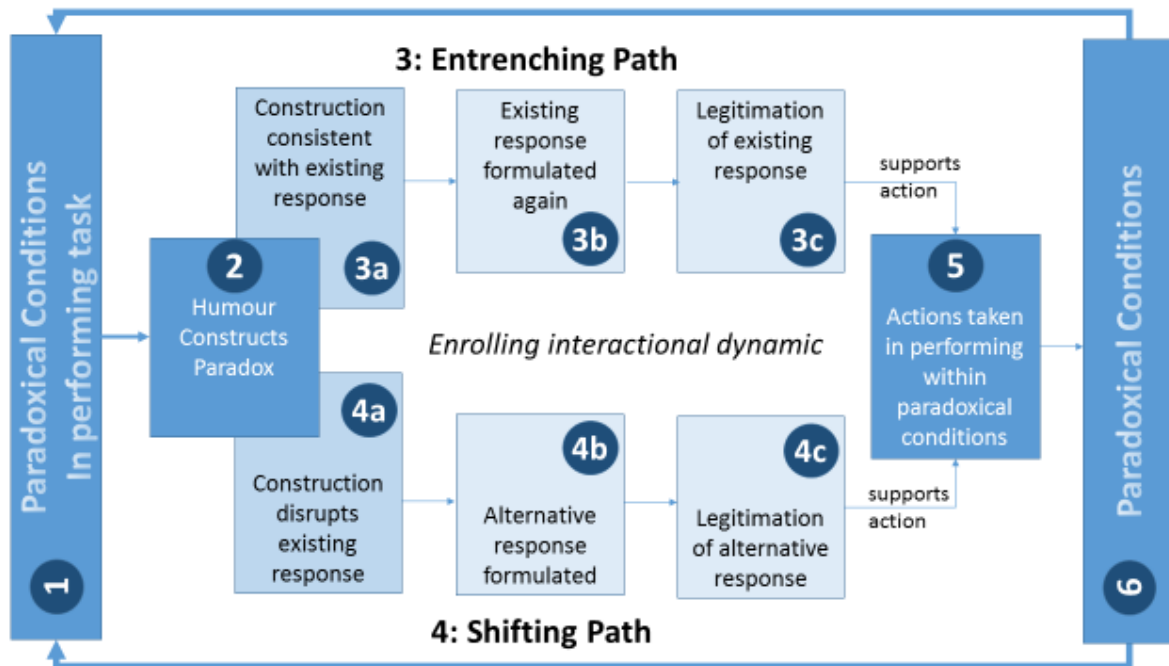 Paradoxical Conditions
In performing task
1
2
Humour
Constructs
Paradox
3: Entrenching Path
Construction
consistent
with existing
response
3a
Existing
response
formulated
again
3b
Legitimation
of existing
response
3c
supports
action
Enrolling interactional dynamic
4a
Construction
disrupts
existing
response
4b
Alternative
response
formulated
4c
Legitimation
of alternative
response
supports
action
4: Shifting Path
5
Actions taken
in performing
within
paradoxical
conditions
Paradoxical Conditions
6